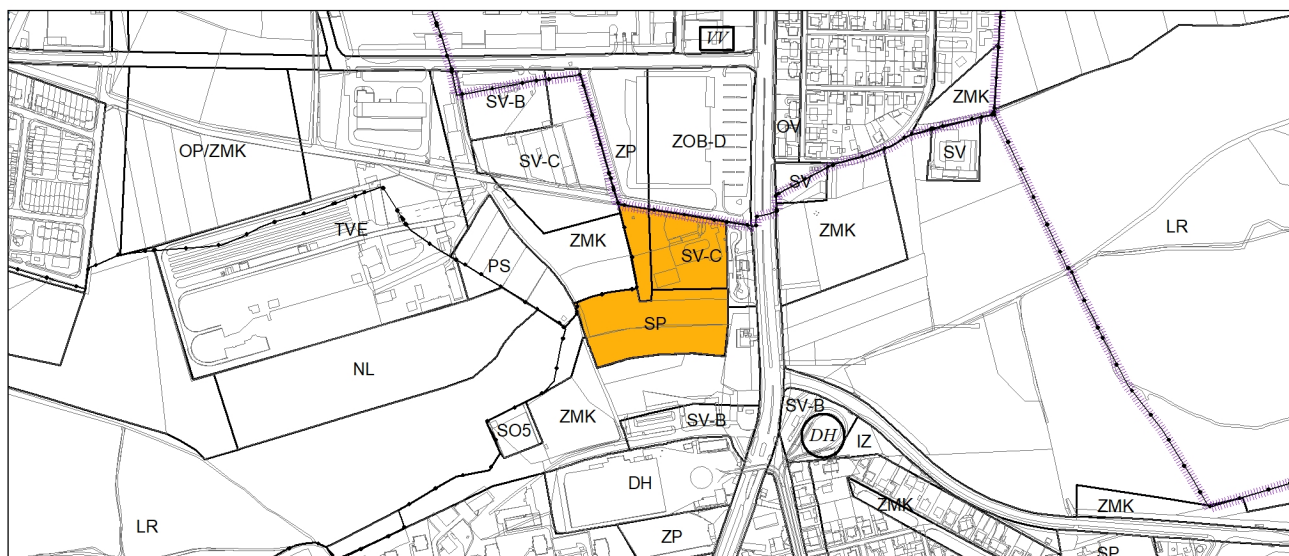 VV
SV-B
ZMK
OP/ZMK
SV-C
ZP
ZOB-D
OV
SV
SV
TVE
ZMK
ZMK
LR
PS
SV-C
SP
NL
SO5
ZMK
SV-B
SV-B
DH
IZ
DH
ZMK
ZMK
LR
ZP
SP